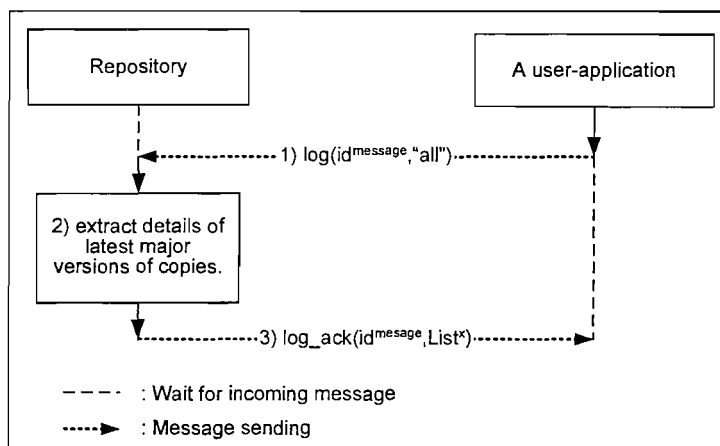 Repository
A user-application
1) log(id^message,“all”)
2) extract details of
latest major
versions of copies.
3) log_ack(id^mesage,List^x)
: Wait for incoming message
: Message sending